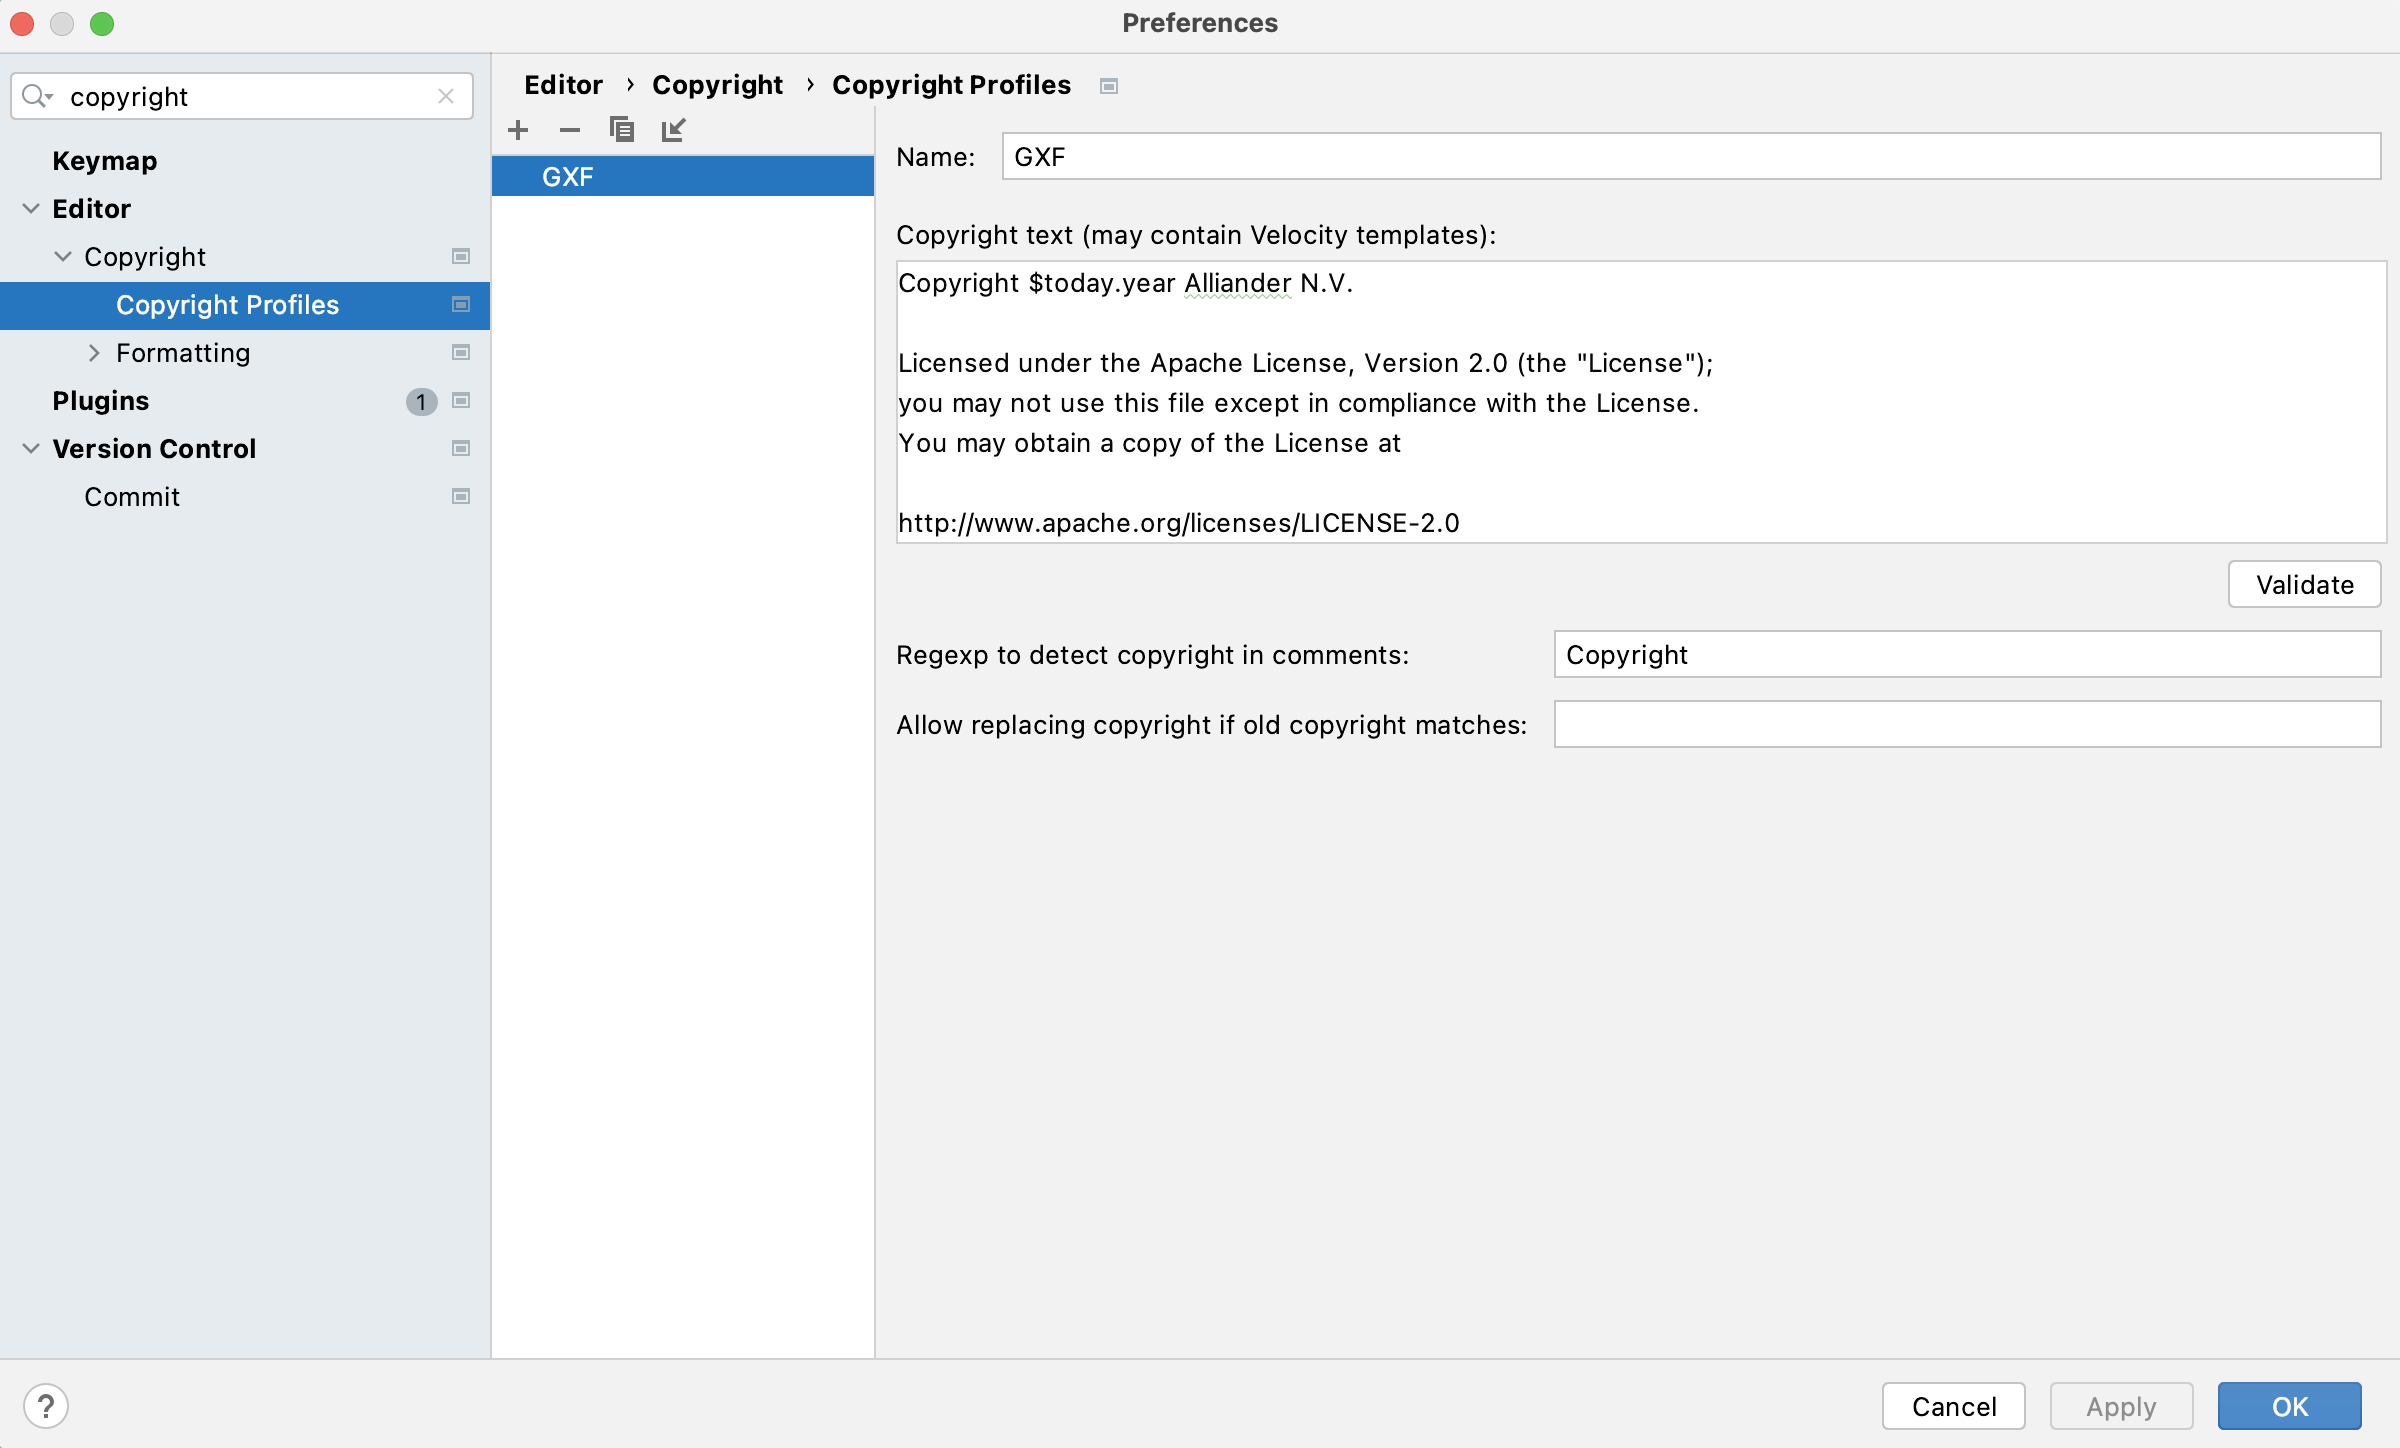 Preferences
copyright
Keymap
Editor
Copyright
Copyright Profiles
Formatting
Plugins 1
Version Control
Commit
Editor › Copyright › Copyright Profiles
GXF
Name: GXF
Copyright text (may contain Velocity templates):
Copyright $today.year Alliander N.V.
Licensed under the Apache License, Version 2.0 (the "License");
you may not use this file except in compliance with the License.
You may obtain a copy of the License at
http://www.apache.org/licenses/LICENSE-2.0
Validate
Regexp to detect copyright in comments: Copyright
Allow replacing copyright if old copyright matches:
? Cancel Apply OK